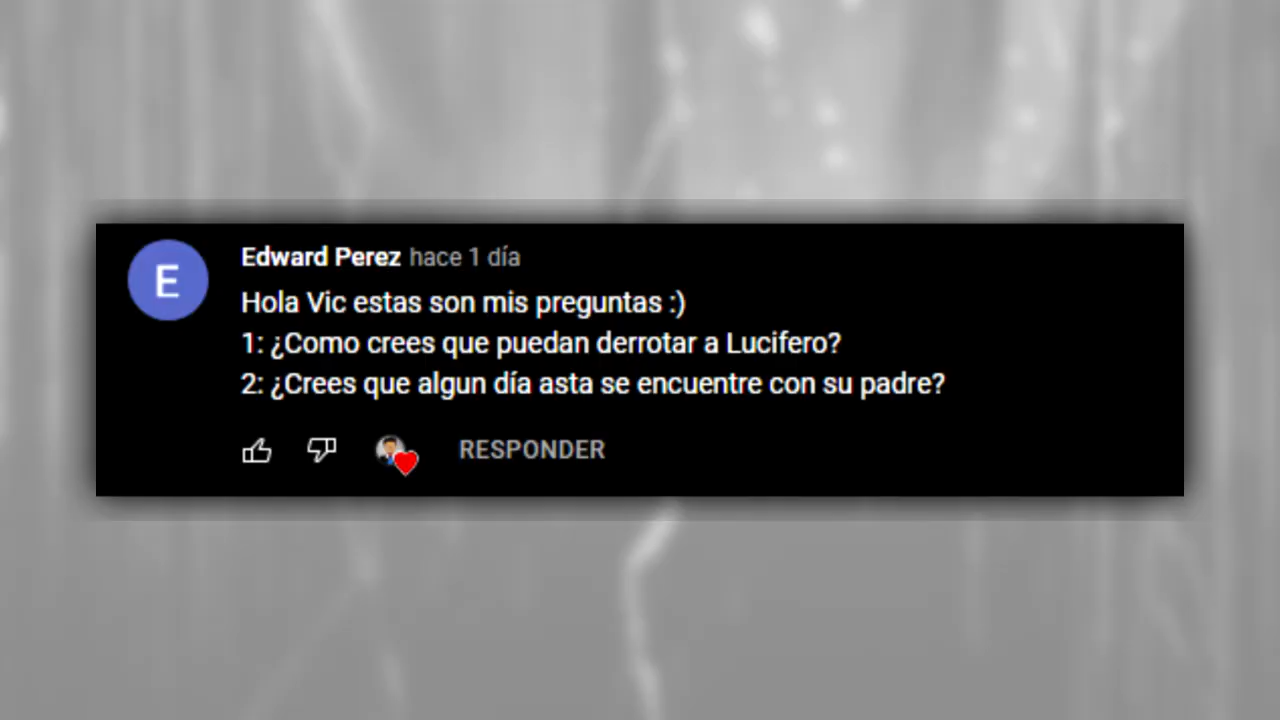 E
Edward Perez hace 1 día
Hola Vic estas son mis preguntas :)
1: ¿Como crees que puedan derrotar a Lucifero?
2: ¿Crees que algun día asta se encuentre con su padre?
RESPONDER